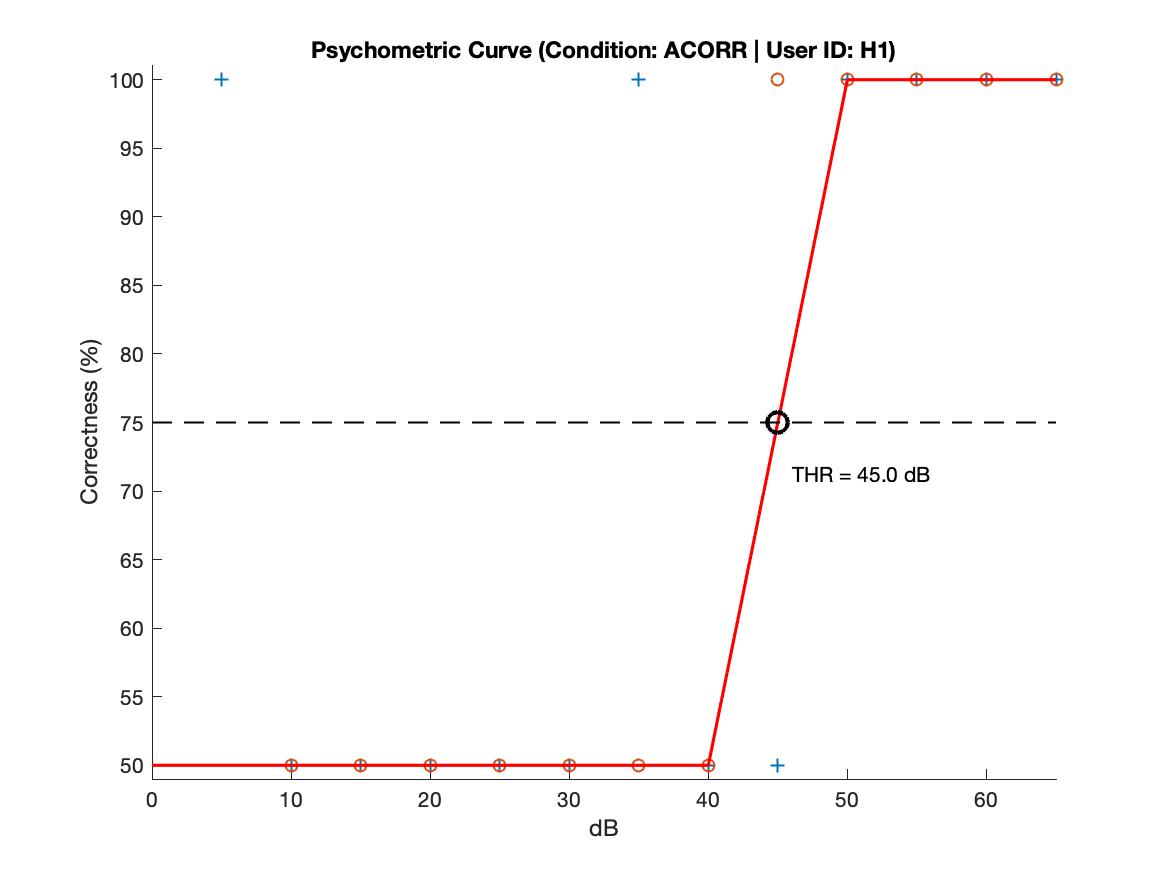 Psychometric Curve (Condition: ACORR | User ID: H1)
100
95
90
85
80
75
70
65
60
55
50
Correctness (%)
THR = 45.0 dB
0 10 20 30 40 50 60
dB